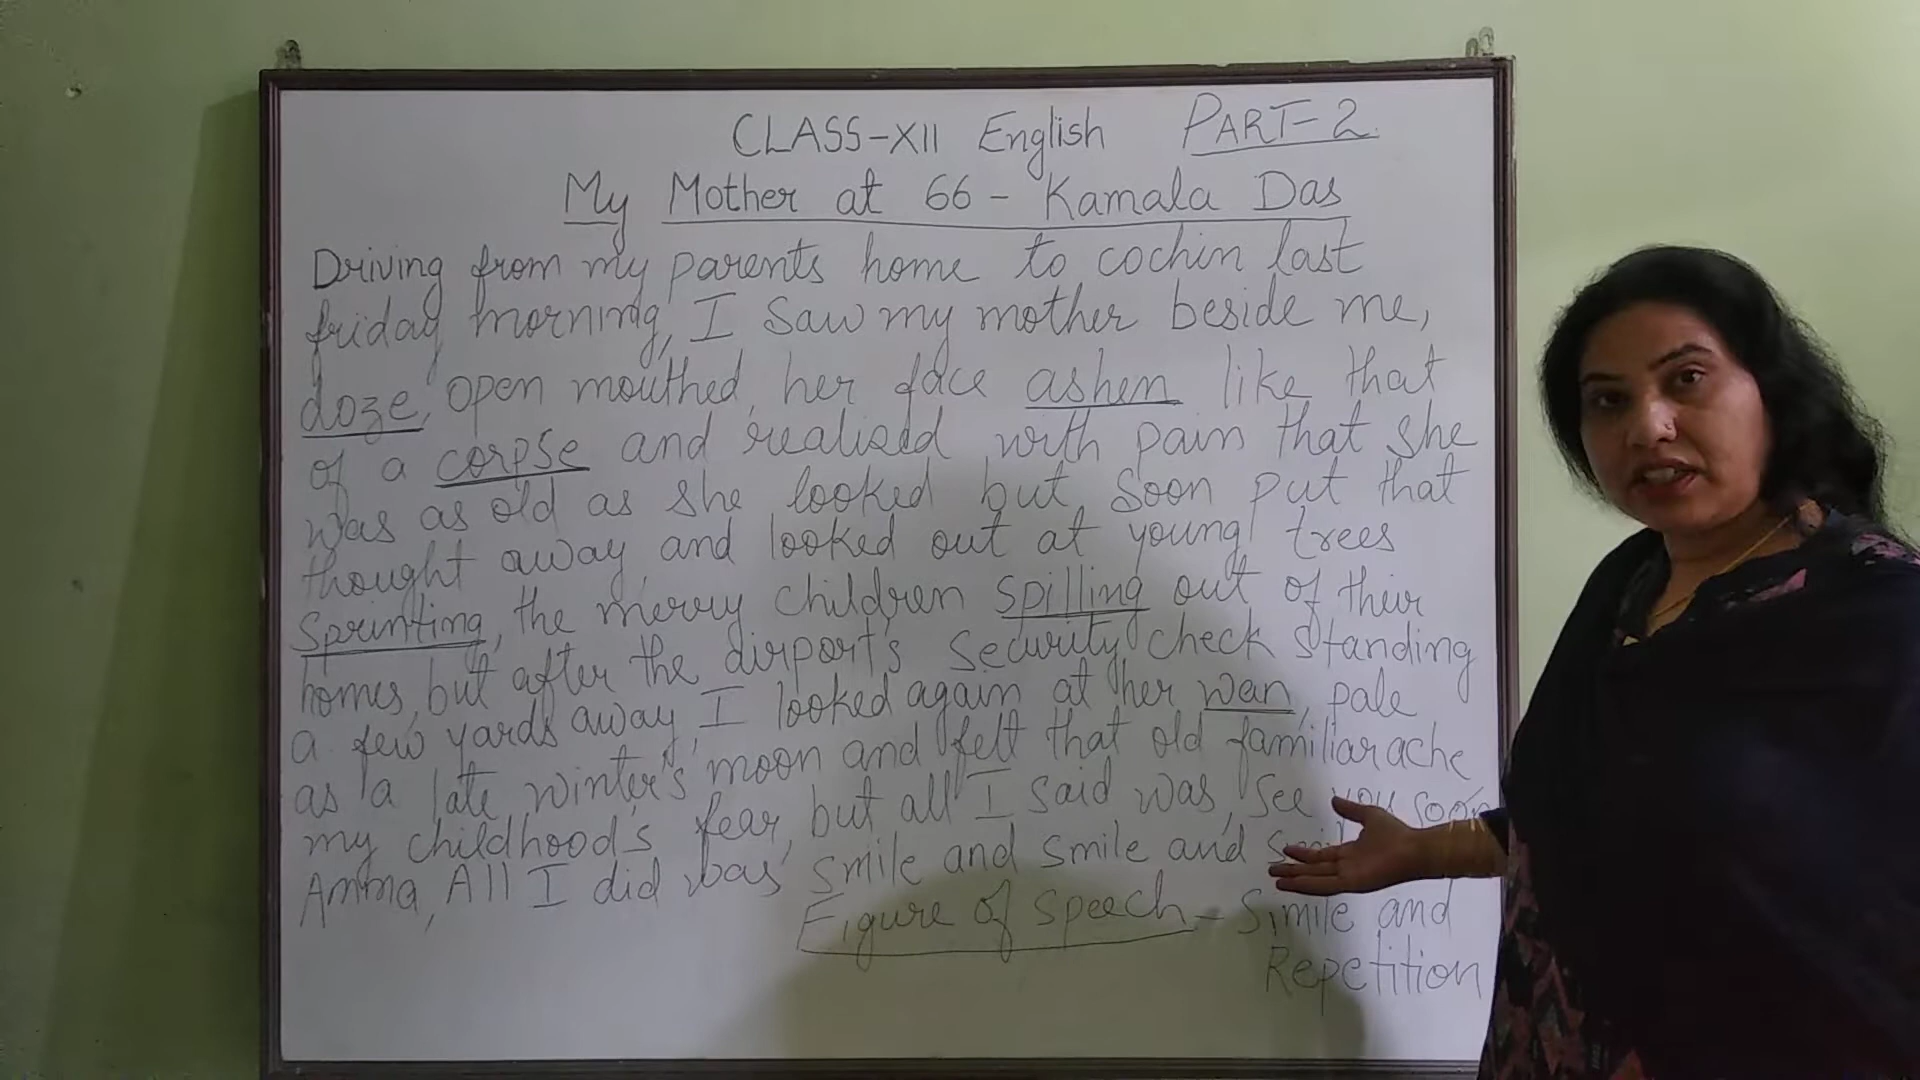 CLASS-XII English PART-2
My Mother at 66 - Kamala Das
Driving from my parents home to cochin last
friday morning, I Saw my mother beside me,
doze, open mouthed, her face ashen like that
of a corpse and realised with pain that she
was as old as she looked but soon put that
thought away, and looked out at young trees
Sprinting, the merry children spilling out of their
homes, but after the airport's security check standing
a few yards away, I looked again at her wan, pale
as a late winter's moon and felt that old familiar ache
my childhood's fear, but all I said was, see you soon
Amma, All I did was smile and smile and
Figure of speech - Simile and
Repetition